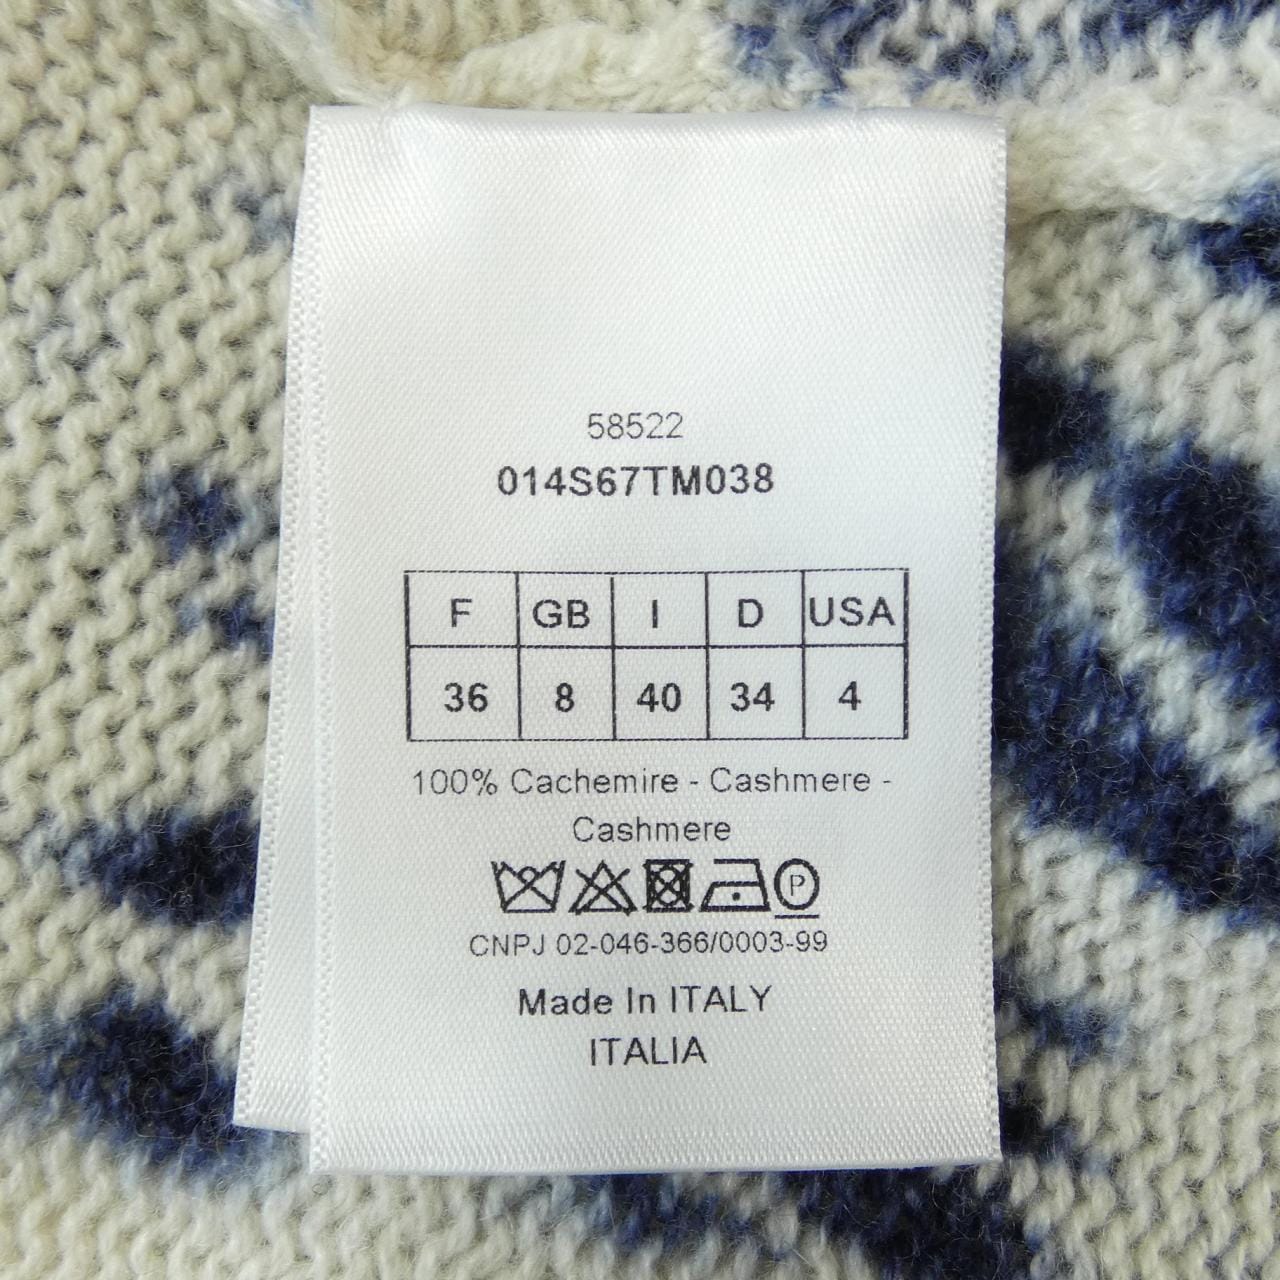 58522
014S67TM038
F GB I D USA
36 8 40 34 4
100% Cachemire - Cashmere -
Cashmere
P
CNPJ 02-046-366/0003-99
Made In ITALY
ITALIA